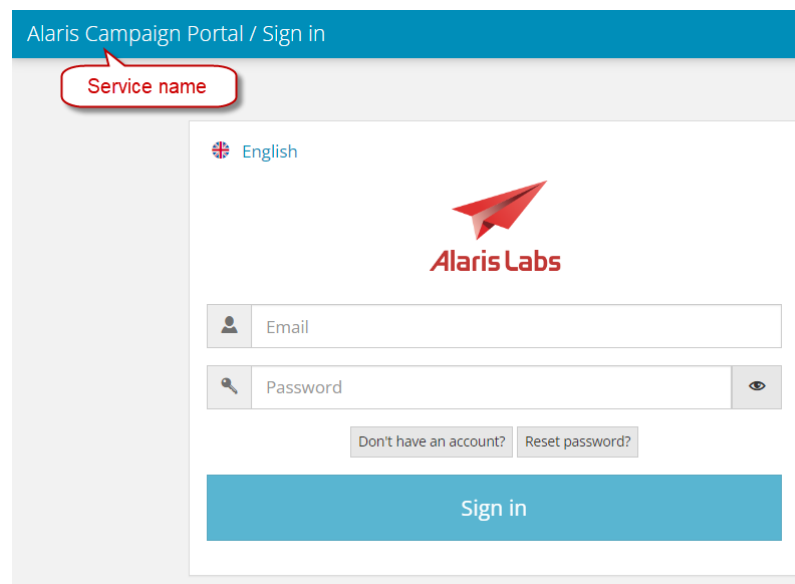 Alaris Campaign Portal / Sign in
Service name
English
Alaris Labs
Email
Password
Don't have an account? Reset password?
Sign in